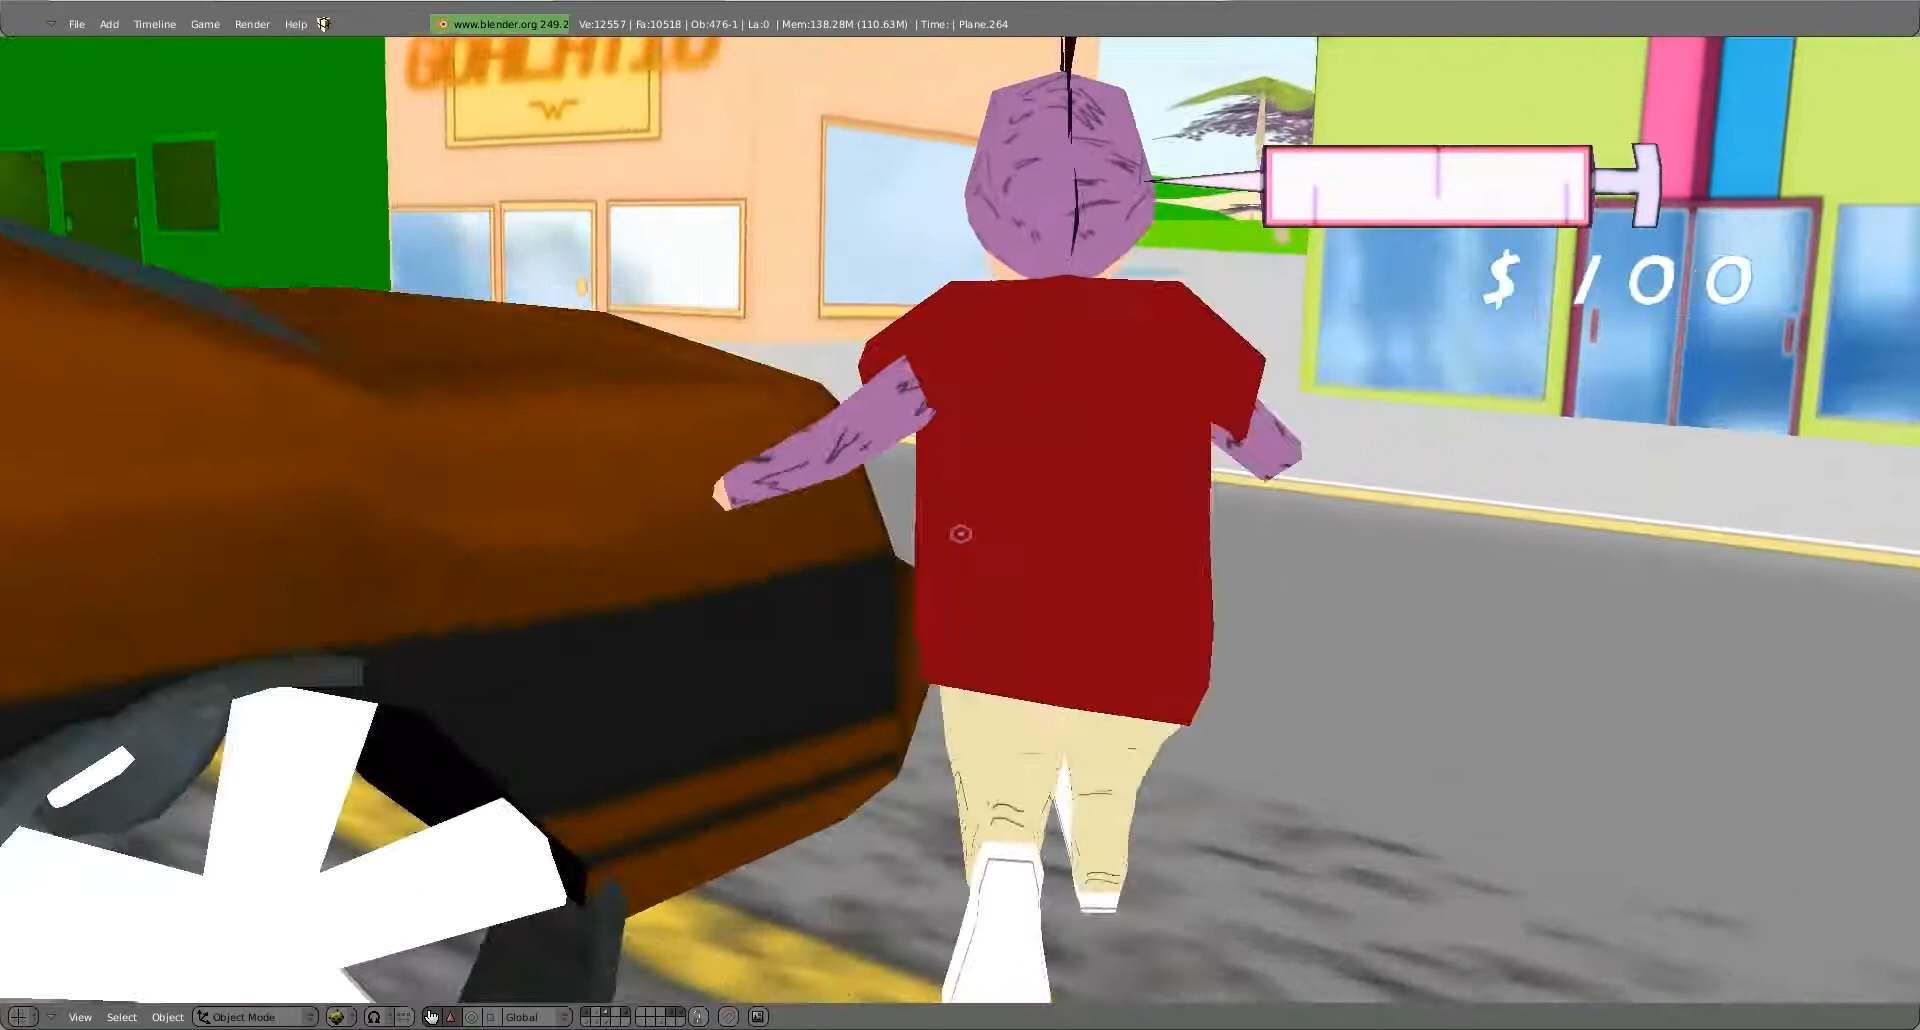 File Add Timeline Game Render Help www.blender.org 249.2 Ve:12557 | Fa:10518 | Ob:476-1 | La:0 | Mem:138.28M (110.63M) | Time: | Plane.264
$ 100
View Select Object Object Mode Global